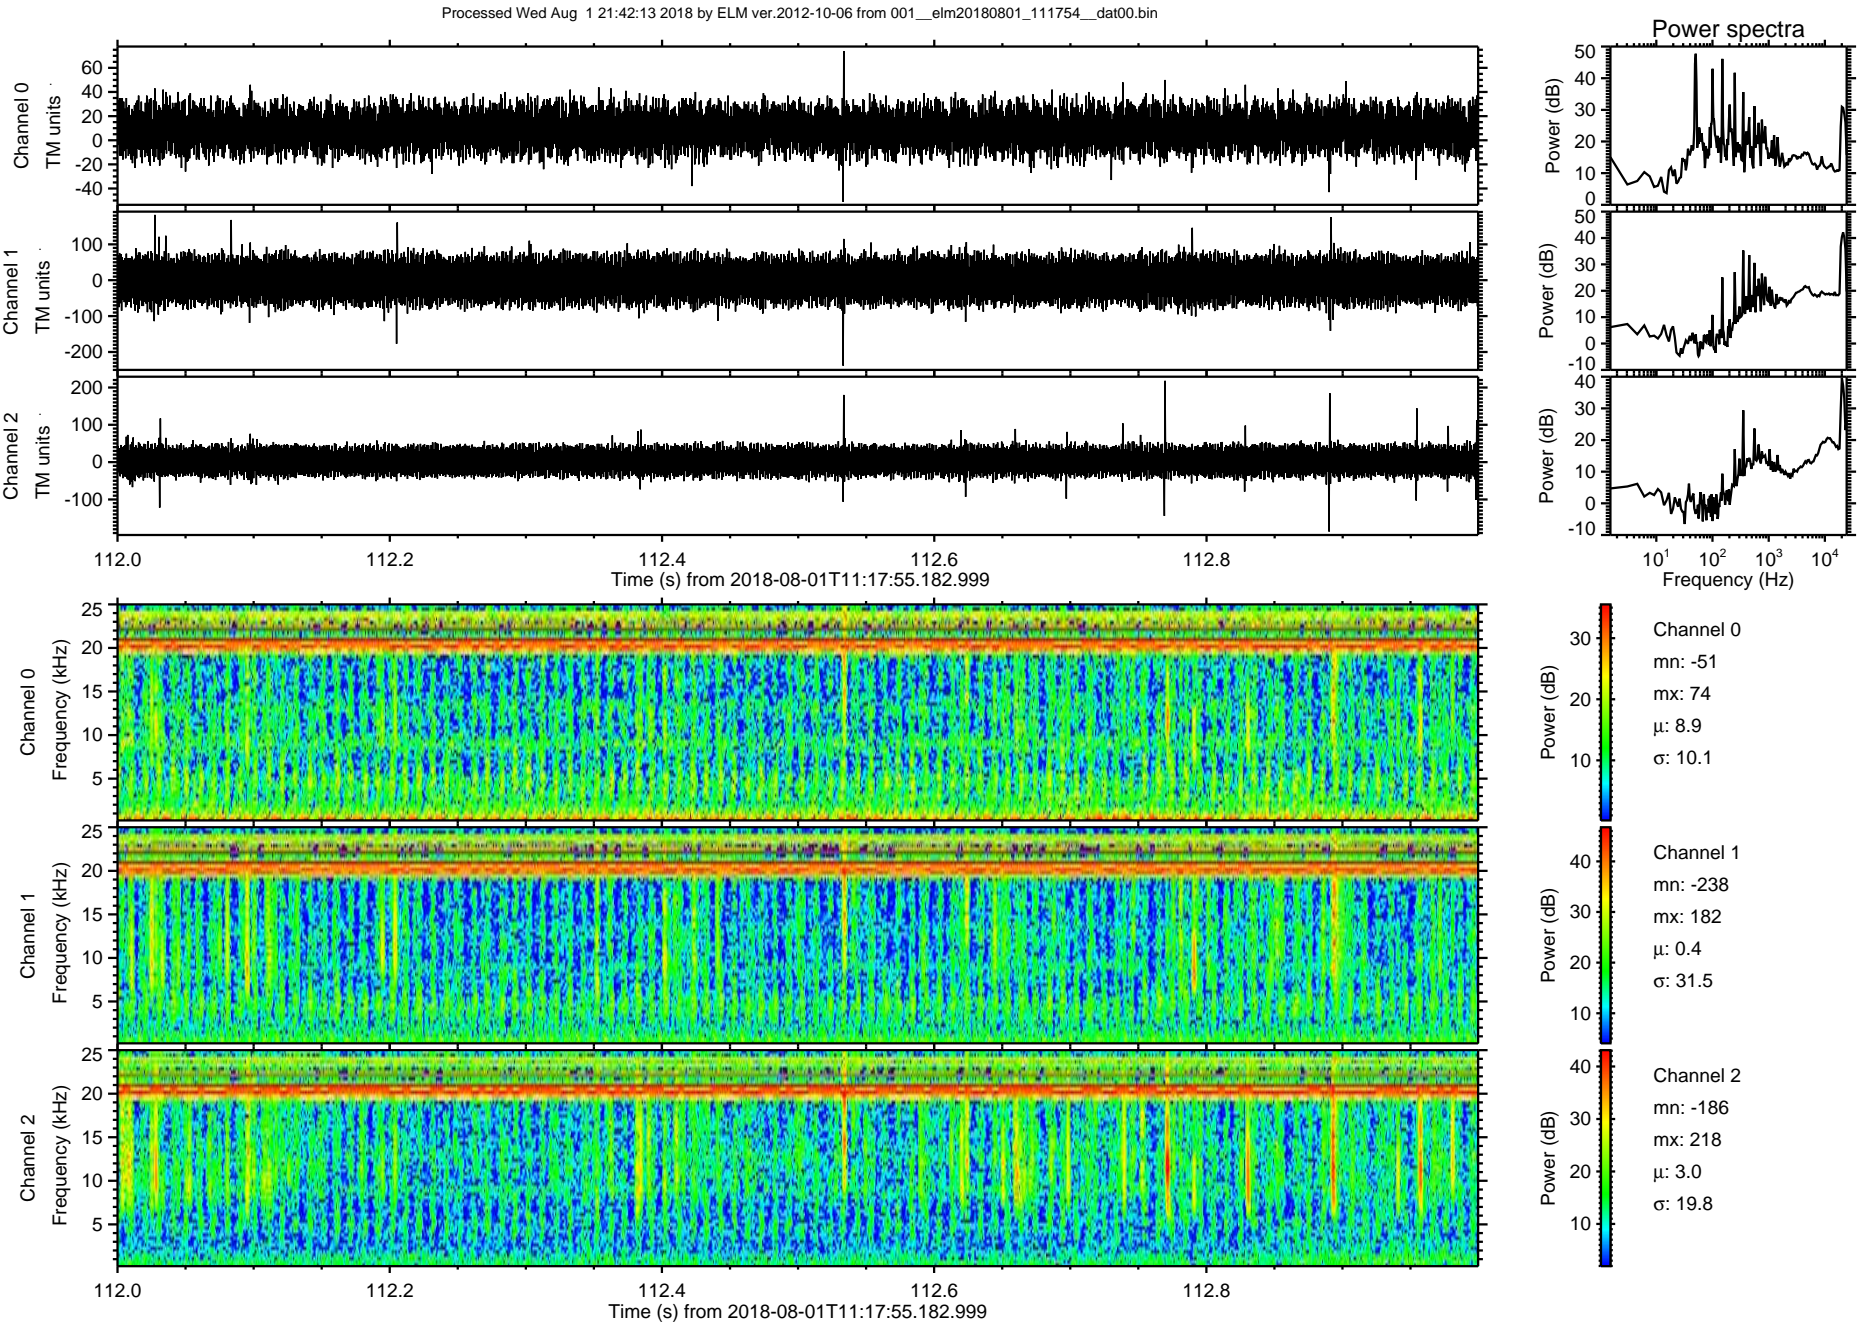 Processed Wed Aug  1 21:42:13 2018 by ELM ver.2012-10-06 from 001__elm20180801_111754__dat00.bin
Power spectra
Channel 0
TM units
60
40
20
0
-20
-40
Power (dB)
50
40
30
20
10
0
Channel 1
TM units
100
0
-100
-200
Power (dB)
50
40
30
20
10
0
-10
Channel 2
TM units
200
100
0
-100
Power (dB)
40
30
20
10
0
-10
112.0 112.2 112.4 112.6 112.8
Time (s) from 2018-08-01T11:17:55.182.999
10^1 10^2 10^3 10^4
Frequency (Hz)
Channel 0
Frequency (kHz)
25
20
15
10
5
Power (dB)
30
20
10
Channel 0
mn: -51
mx: 74
μ: 8.9
σ: 10.1
Channel 1
Frequency (kHz)
25
20
15
10
5
Power (dB)
40
30
20
10
Channel 1
mn: -238
mx: 182
μ: 0.4
σ: 31.5
Channel 2
Frequency (kHz)
25
20
15
10
5
Power (dB)
40
30
20
10
Channel 2
mn: -186
mx: 218
μ: 3.0
σ: 19.8
112.0 112.2 112.4 112.6 112.8
Time (s) from 2018-08-01T11:17:55.182.999